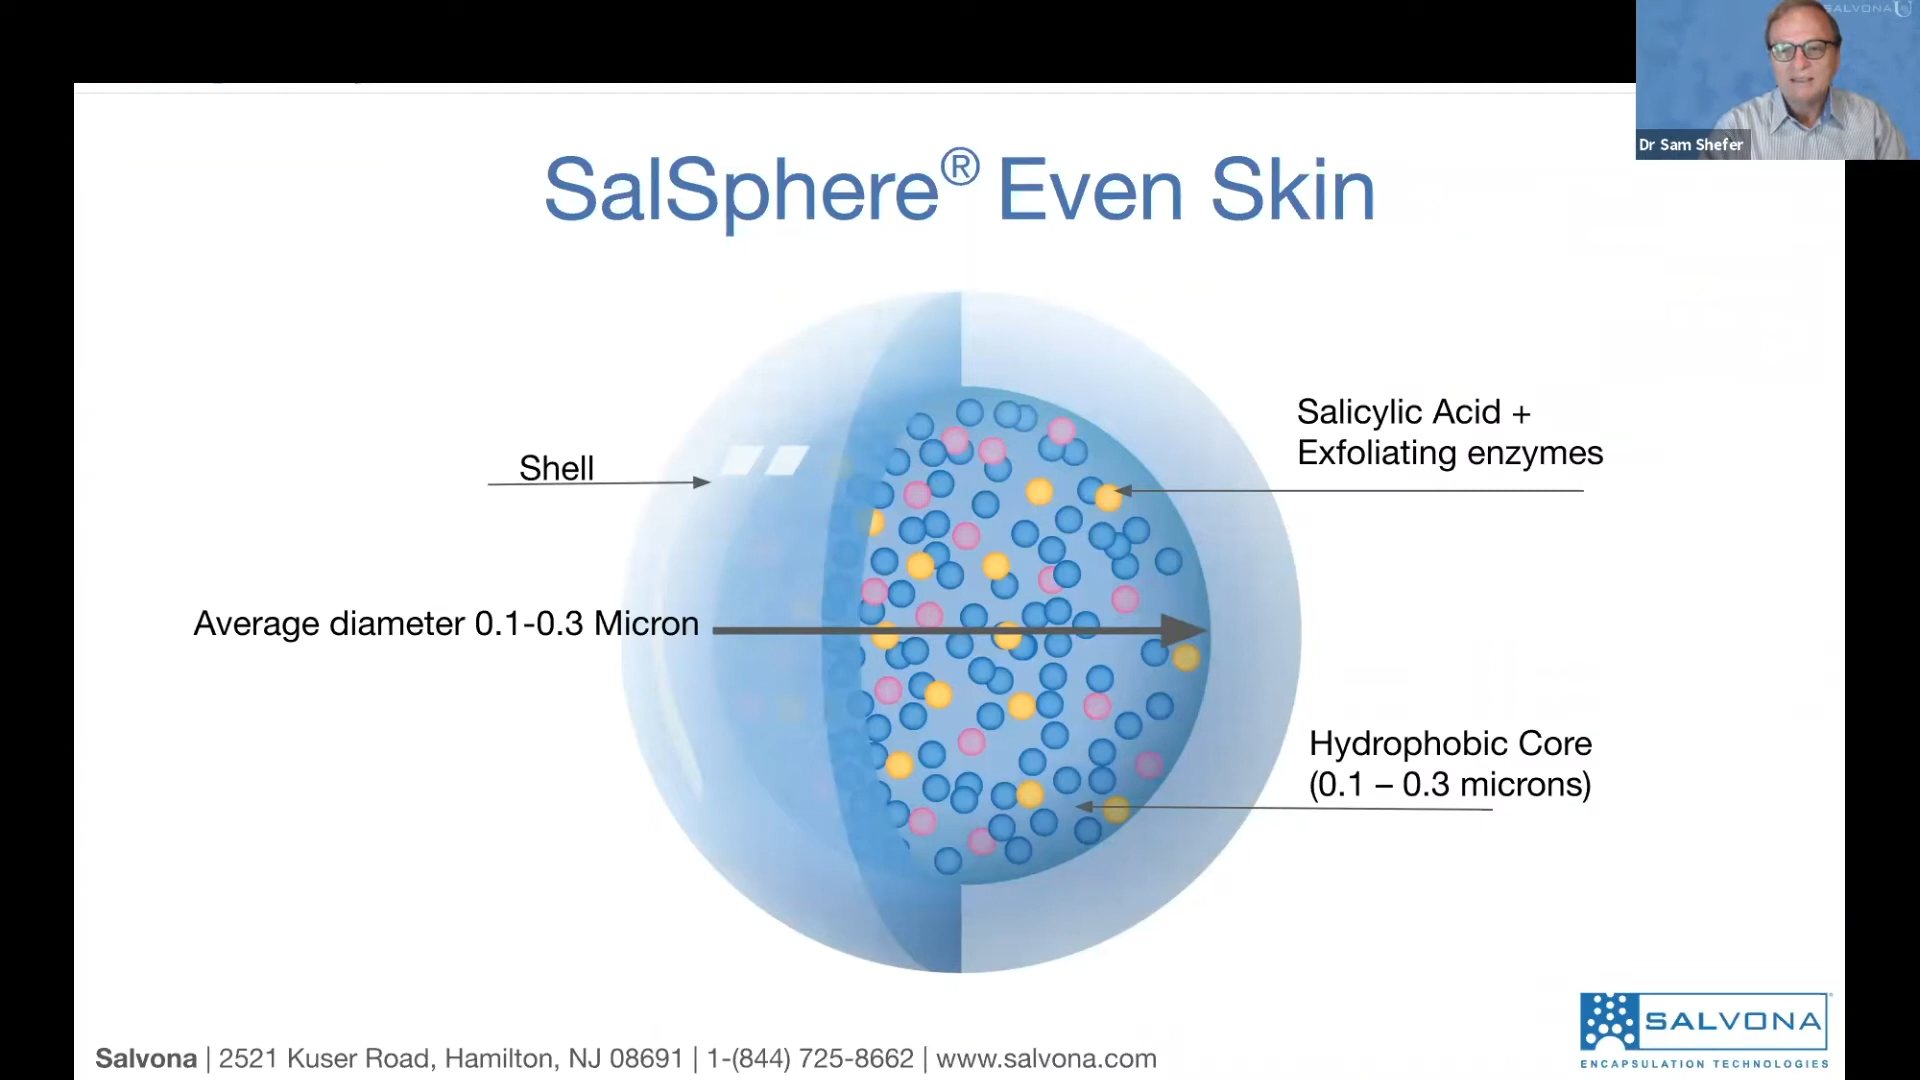 SALVONA U
Dr Sam Shefer
SalSphere® Even Skin
Salicylic Acid +
Exfoliating enzymes
Shell
Average diameter 0.1-0.3 Micron
Hydrophobic Core
(0.1 – 0.3 microns)
SALVONA
ENCAPSULATION TECHNOLOGIES
Salvona | 2521 Kuser Road, Hamilton, NJ 08691 | 1-(844) 725-8662 | www.salvona.com